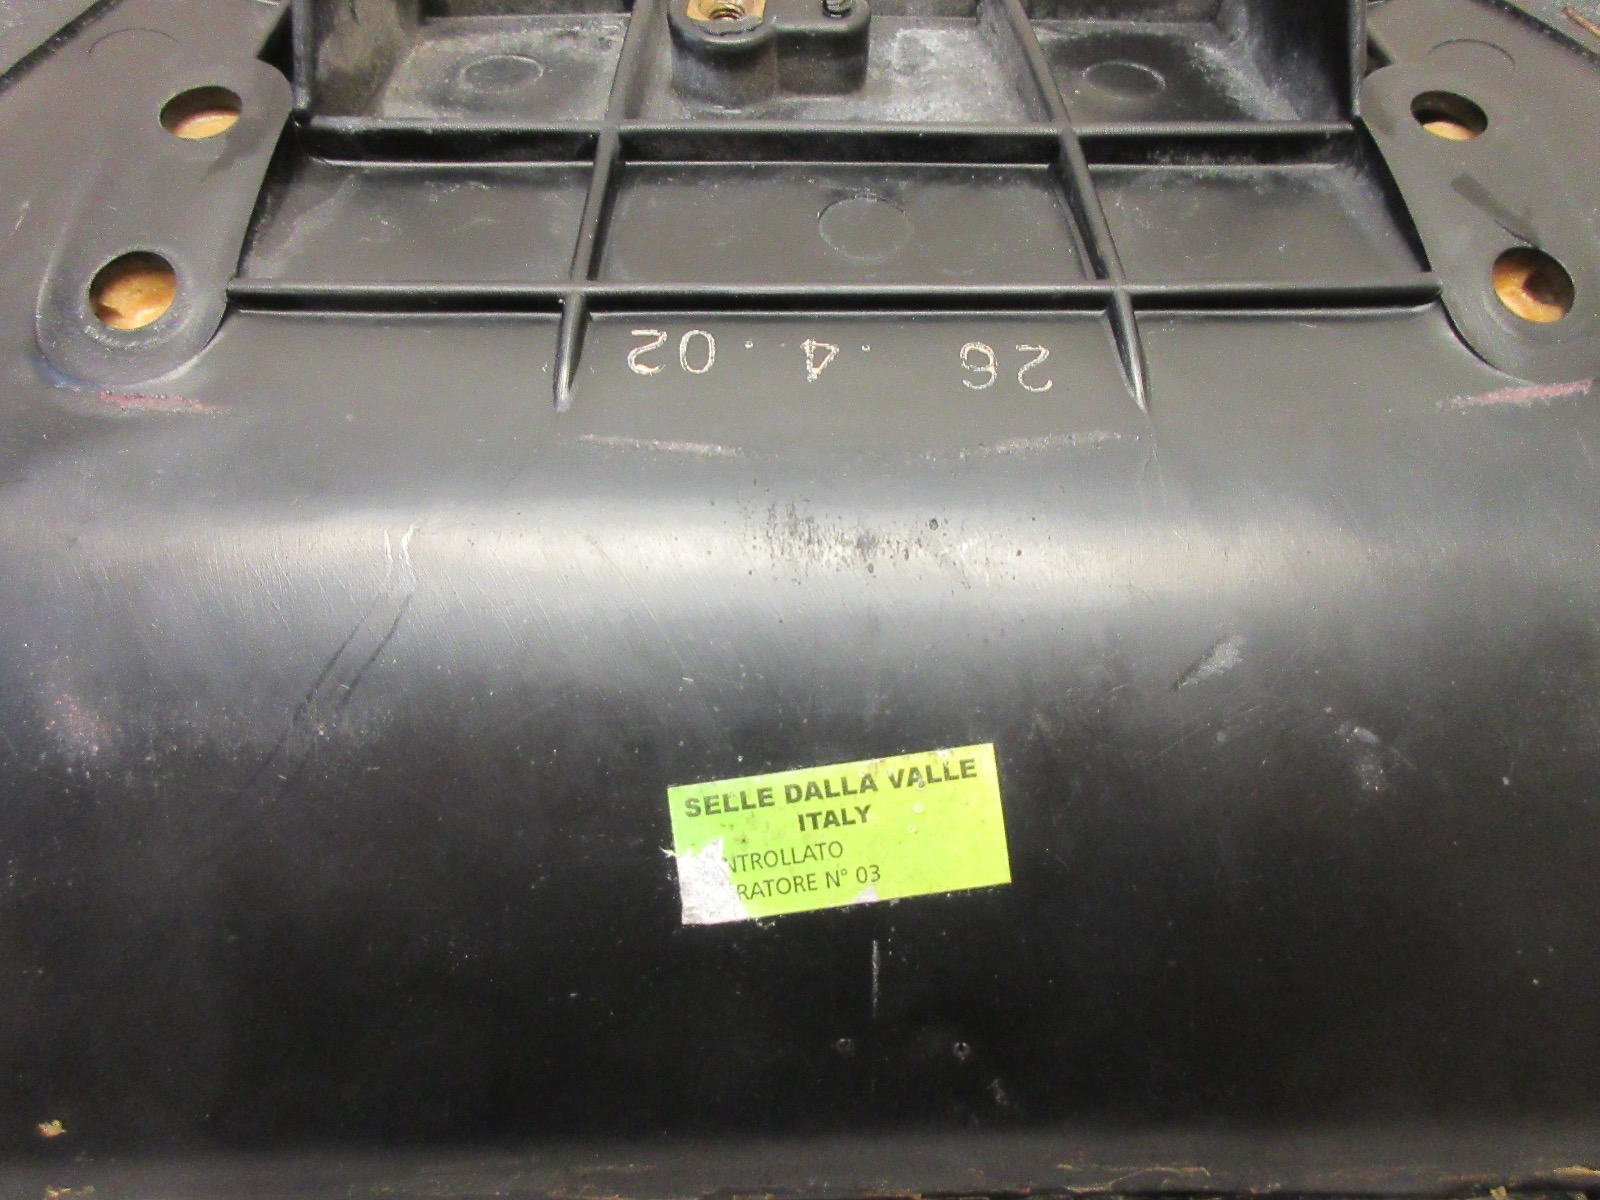 26 . 4 . 02
SELLE DALLA VALLE
ITALY
NTROLLATO
RATORE N° 03